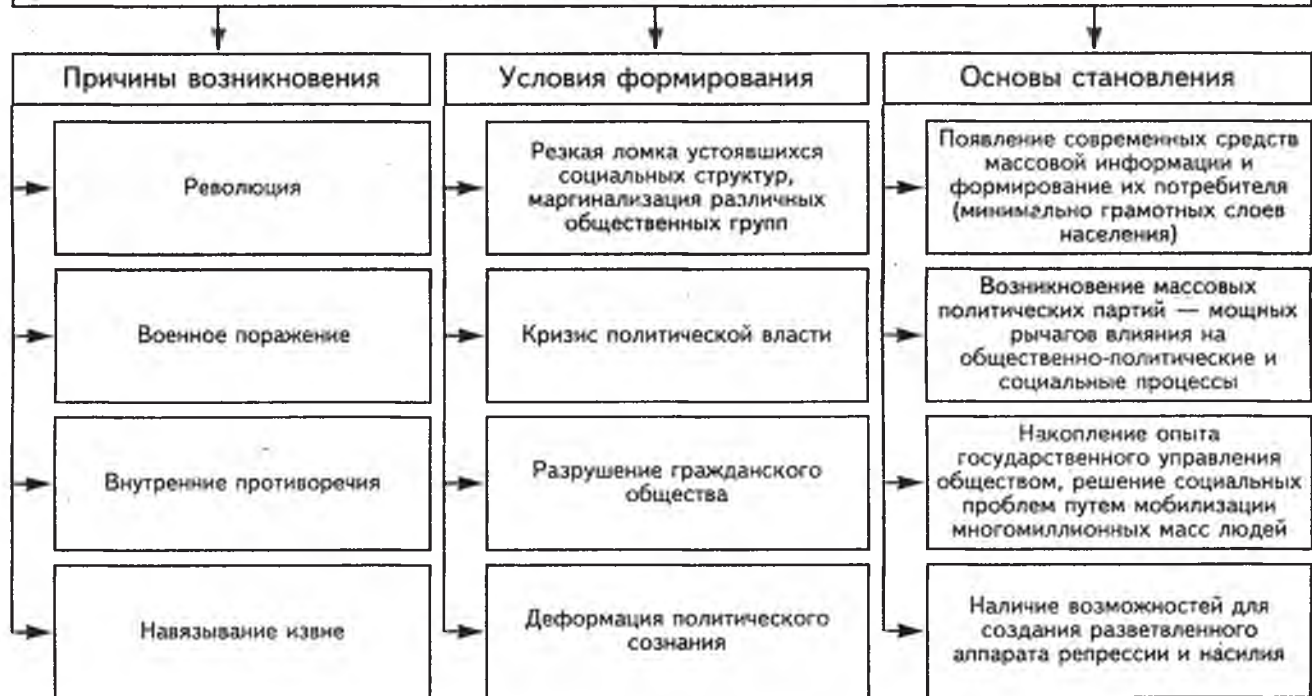 Причины возникновения
Революция
Военное поражение
Внутренние противоречия
Навязывание извне
Условия формирования
Резкая ломка устоявшихся
социальных структур,
маргинализация различных
общественных групп
Кризис политической власти
Разрушение гражданского
общества
Деформация политического
сознания
Основы становления
Появление современных средств
массовой информации и
формирование их потребителя
(минимально грамотных слоев
населения)
Возникновение массовых
политических партий — мощных
рычагов влияния на
общественно-политические и
социальные процессы
Накопление опыта
государственного управления
обществом, решение социальных
проблем путем мобилизации
многомиллионных масс людей
Наличие возможностей для
создания разветвленного
аппарата репрессии и насилия